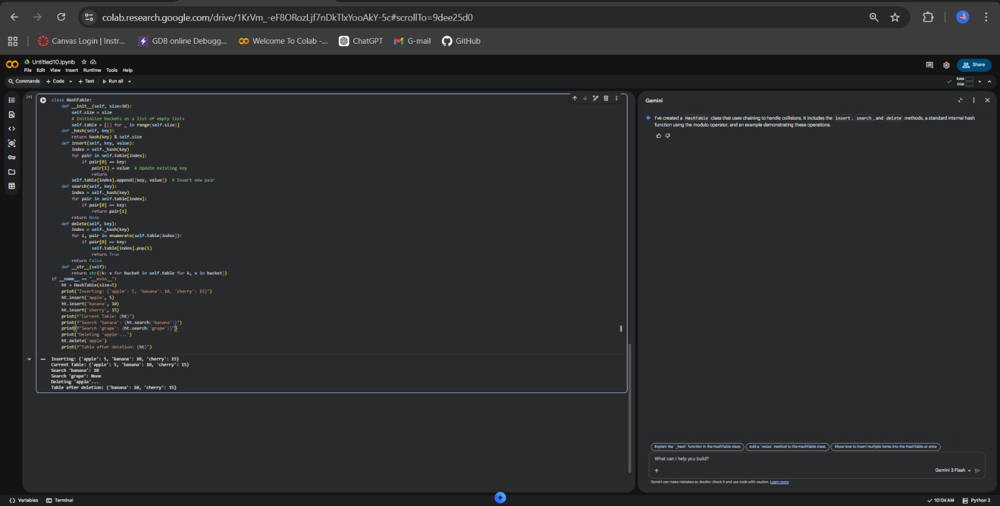 colab.research.google.com/drive/1KrVm_-eF8ORozLjf7nDkTlxYooAkY-5c#scrollTo=9dee25d0
Canvas Login | Instr...
GDB online Debugg...
Welcome To Colab -...
ChatGPT
G-mail
GitHub
Untitled10.ipynb
File Edit View Insert Runtime Tools Help
Share
Commands + Code + Text Run all
RAM
Disk
[4]
class HashTable:
    def __init__(self, size=10):
        self.size = size
        # Initialize buckets as a list of empty lists
        self.table = [[] for _ in range(self.size)]
    def _hash(self, key):
        return hash(key) % self.size
    def insert(self, key, value):
        index = self._hash(key)
        for pair in self.table[index]:
            if pair[0] == key:
                pair[1] = value  # Update existing key
                return
        self.table[index].append([key, value])  # Insert new pair
    def search(self, key):
        index = self._hash(key)
        for pair in self.table[index]:
            if pair[0] == key:
                return pair[1]
        return None
    def delete(self, key):
        index = self._hash(key)
        for i, pair in enumerate(self.table[index]):
            if pair[0] == key:
                self.table[index].pop(i)
                return True
        return False
    def __str__(self):
        return str({k: v for bucket in self.table for k, v in bucket})
if __name__ == "__main__":
    ht = HashTable(size=5)
    print("Inserting: {'apple': 5, 'banana': 10, 'cherry': 15}")
    ht.insert('apple', 5)
    ht.insert('banana', 10)
    ht.insert('cherry', 15)
    print(f"Current Table: {ht}")
    print(f"Search 'banana': {ht.search('banana')}")
    print(f"Search 'grape': {ht.search('grape')}")
    print("Deleting 'apple'...")
    ht.delete('apple')
    print(f"Table after deletion: {ht}")
Inserting: {'apple': 5, 'banana': 10, 'cherry': 15}
Current Table: {'apple': 5, 'banana': 10, 'cherry': 15}
Search 'banana': 10
Search 'grape': None
Deleting 'apple'...
Table after deletion: {'banana': 10, 'cherry': 15}
Gemini
I've created a HashTable class that uses chaining to handle collisions. It includes the insert, search, and delete methods, a standard internal hash
function using the modulo operator, and an example demonstrating these operations.
Explain the `_hash` function in the HashTable class
Add a `resize` method to the HashTable class
Show how to insert multiple items into the HashTable at once
What can I help you build?
+
Gemini 3 Flash
Gemini can make mistakes so double-check it and use code with caution. Learn more
Variables Terminal
10:04 AM Python 3